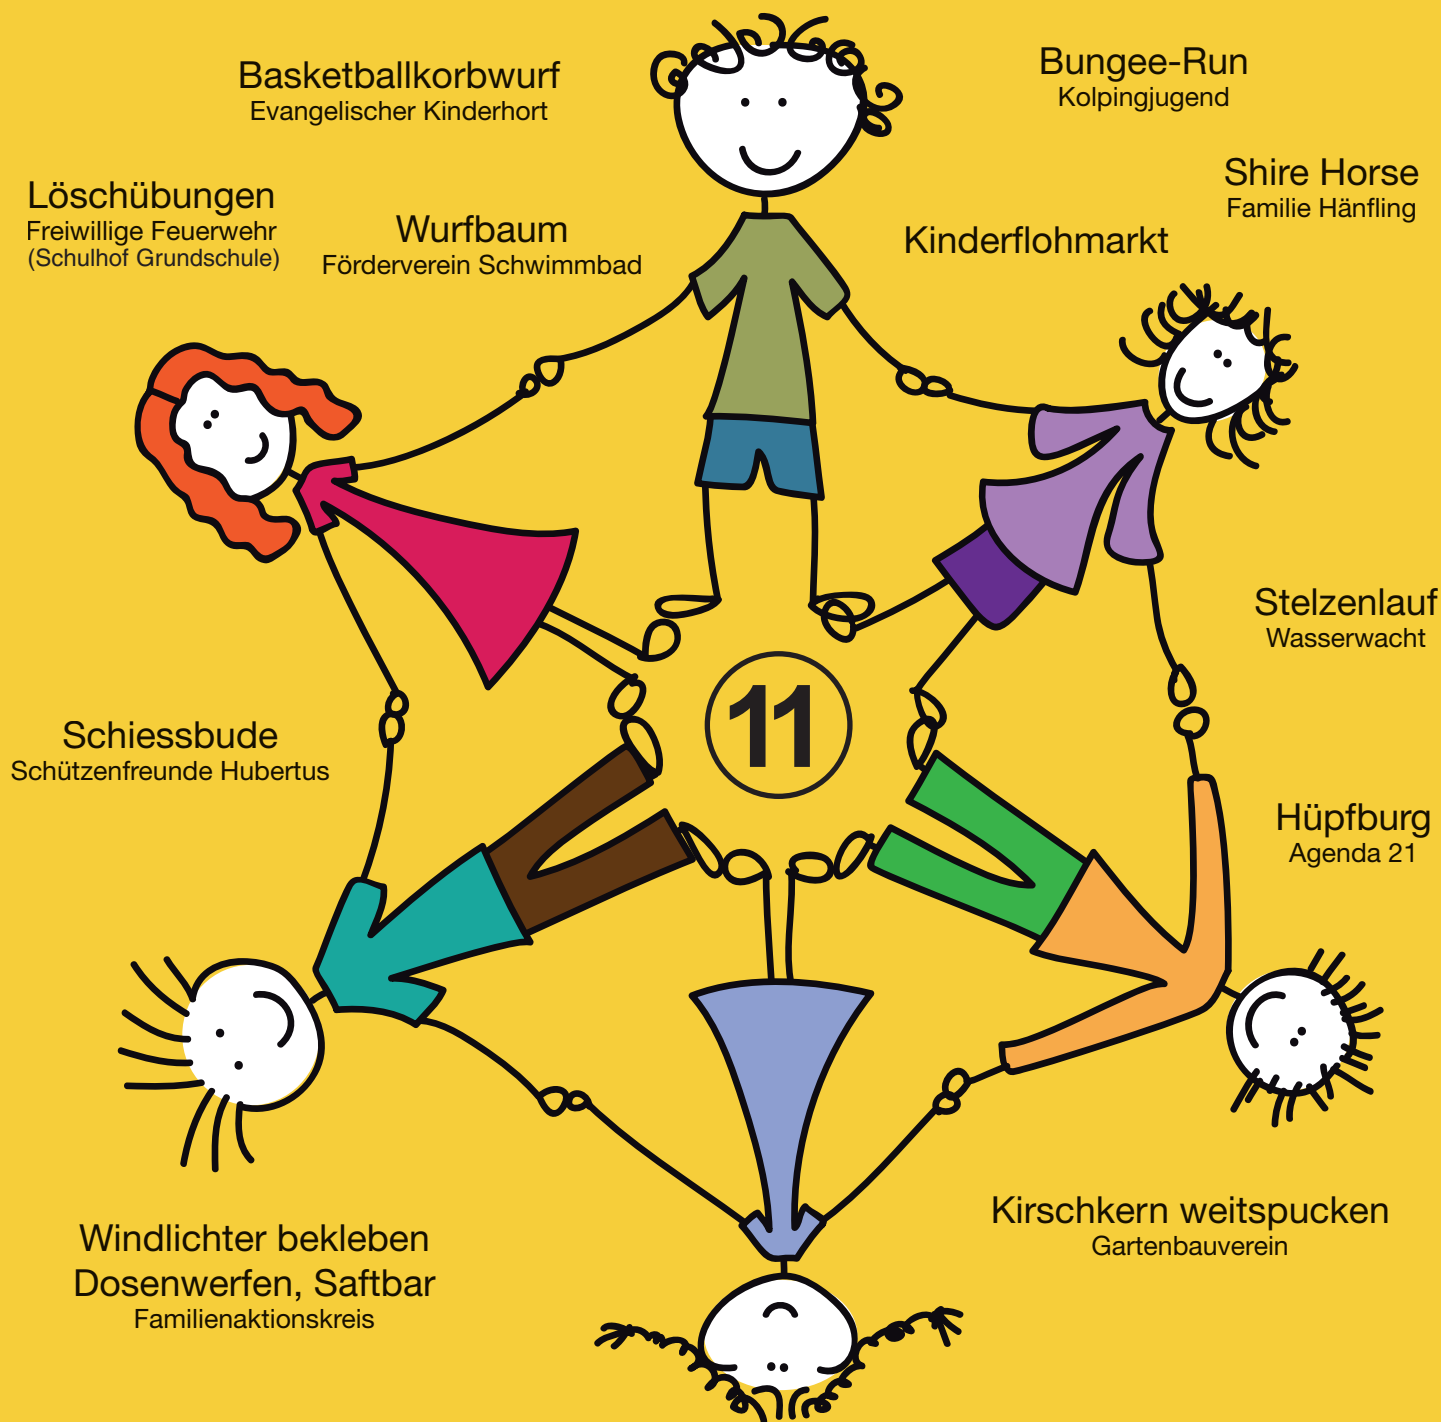 Basketballkorbwurf
Evangelischer Kinderhort
Bungee-Run
Kolpingjugend
Löschübungen
Freiwillige Feuerwehr
(Schulhof Grundschule)
Wurfbaum
Förderverein Schwimmbad
Kinderflohmarkt
Shire Horse
Familie Hänfling
Stelzenlauf
Wasserwacht
11
Schiessbude
Schützenfreunde Hubertus
Hüpfburg
Agenda 21
Windlichter bekleben
Dosenwerfen, Saftbar
Familienaktionskreis
Kirschkern weitspucken
Gartenbauverein